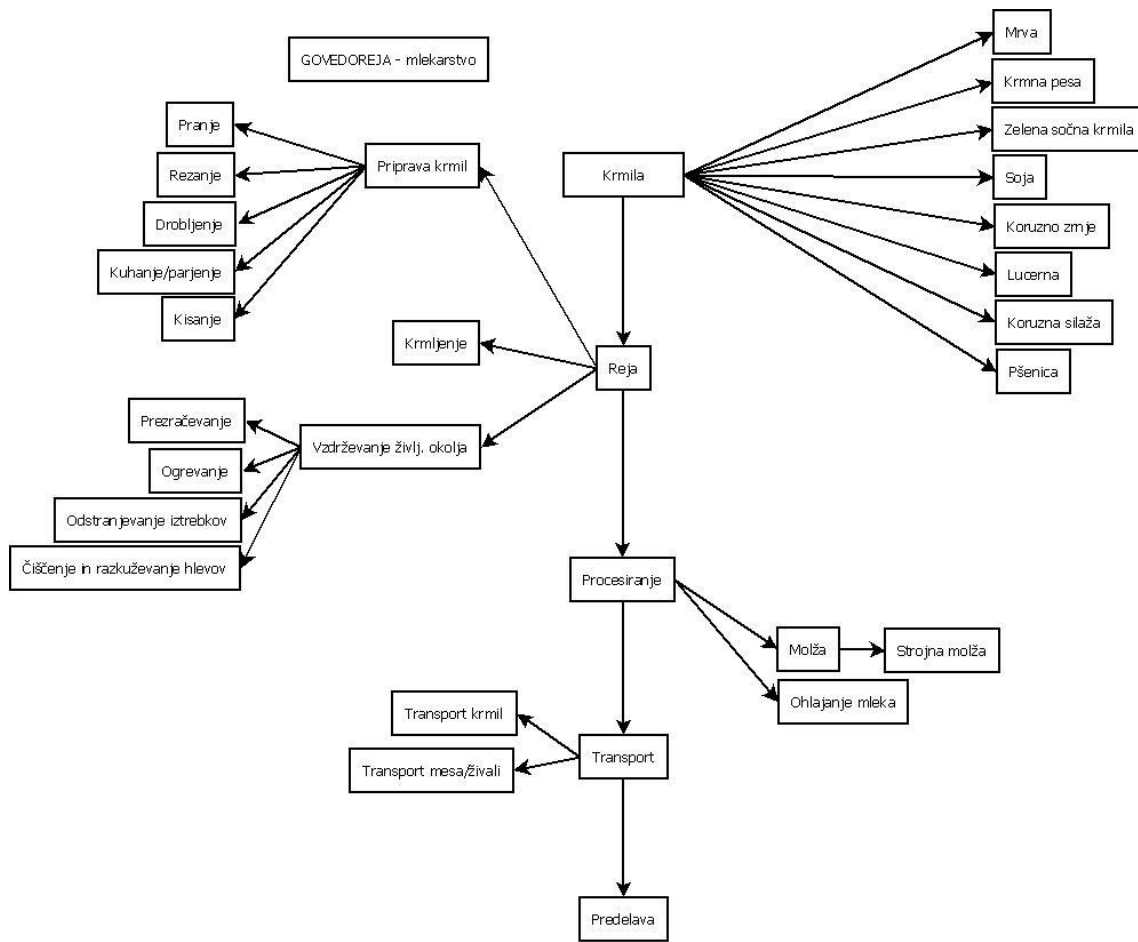 GOVEDOREJA - mlekarstvo
Krmila
Mrva
Krmna pesa
Zelena sočna krmila
Soja
Koruzno zrnje
Lucerna
Koruzna silaža
Pšenica
Priprava krmil
Pranje
Rezanje
Drobljenje
Kuhanje/parjenje
Kisanje
Reja
Krmljenje
Vzdrževanje življ. okolja
Prezračevanje
Ogrevanje
Odstranjevanje iztrebkov
Čiščenje in razkuževanje hlevov
Procesiranje
Molža
Strojna molža
Ohlajanje mleka
Transport
Transport krmil
Transport mesa/živali
Predelava